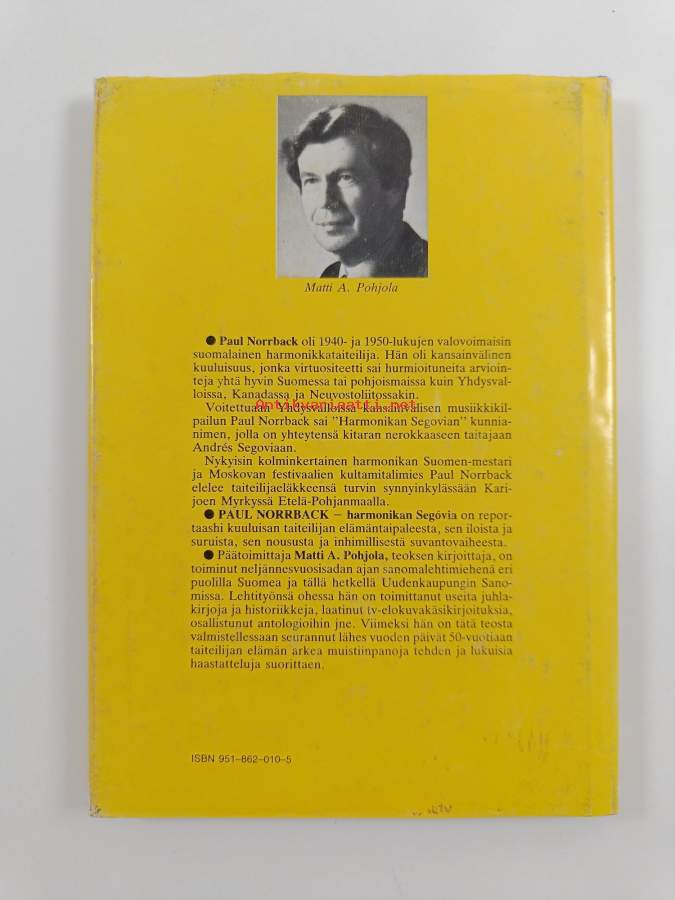 Matti A. Pohjola
● Paul Norrback oli 1940- ja 1950-lukujen valovoimaisin
suomalainen harmonikkataiteilija. Hän oli kansainvälinen
kuuluisuus, jonka virtuositeetti sai hurmioituneita arvioin-
teja yhtä hyvin Suomessa tai pohjoismaissa kuin Yhdysval-
loissa, Kanadassa ja Neuvostoliitossakin.
Antikvariaatti.net
Voitettuaan Yhdysvalloissa kansainvälisen musiikkikil-
pailun Paul Norrback sai "Harmonikan Segovian" kunnia-
nimen, jolla on yhteytensä kitaran nerokkaaseen taitajaan
Andrés Segoviaan.
Nykyisin kolminkertainen harmonikan Suomen-mestari
ja Moskovan festivaalien kultamitalimies Paul Norrback
elelee taiteilijaeläkkeensä turvin synnyinkylässään Kari-
joen Myrkyssä Etelä-Pohjanmaalla.
● PAUL NORRBACK – harmonikan Segóvia on repor-
taashi kuuluisan taiteilijan elämäntaipaleesta, sen iloista ja
suruista, sen noususta ja inhimillisestä suvantovaiheesta.
● Päätoimittaja Matti A. Pohjola, teoksen kirjoittaja, on
toiminut neljännesvuosisadan ajan sanomalehtimiehenä eri
puolilla Suomea ja tällä hetkellä Uudenkaupungin Sano-
missa. Lehtityönsä ohessa hän on toimittanut useita juhla-
kirjoja ja historiikkeja, laatinut tv-elokuvakäsikirjoituksia,
osallistunut antologioihin jne. Viimeksi hän on tätä teosta
valmistellessaan seurannut lähes vuoden päivät 50-vuotiaan
taiteilijan elämän arkea muistiinpanoja tehden ja lukuisia
haastatteluja suorittaen.
ISBN 951–862–010–5